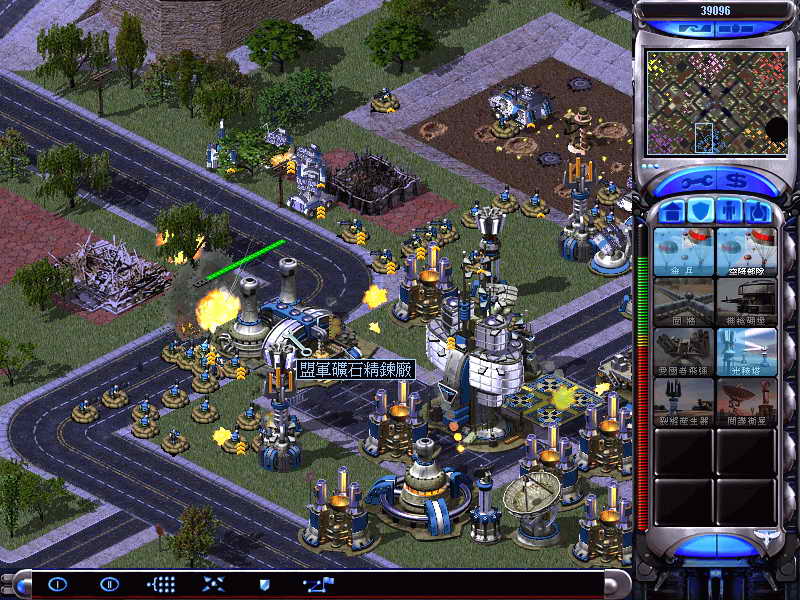 39096
傘兵
空降部隊
圍牆
機槍碉堡
愛國者飛彈
光稜塔
裂縫産生器
間諜衛星
盟軍礦石精鍊廠